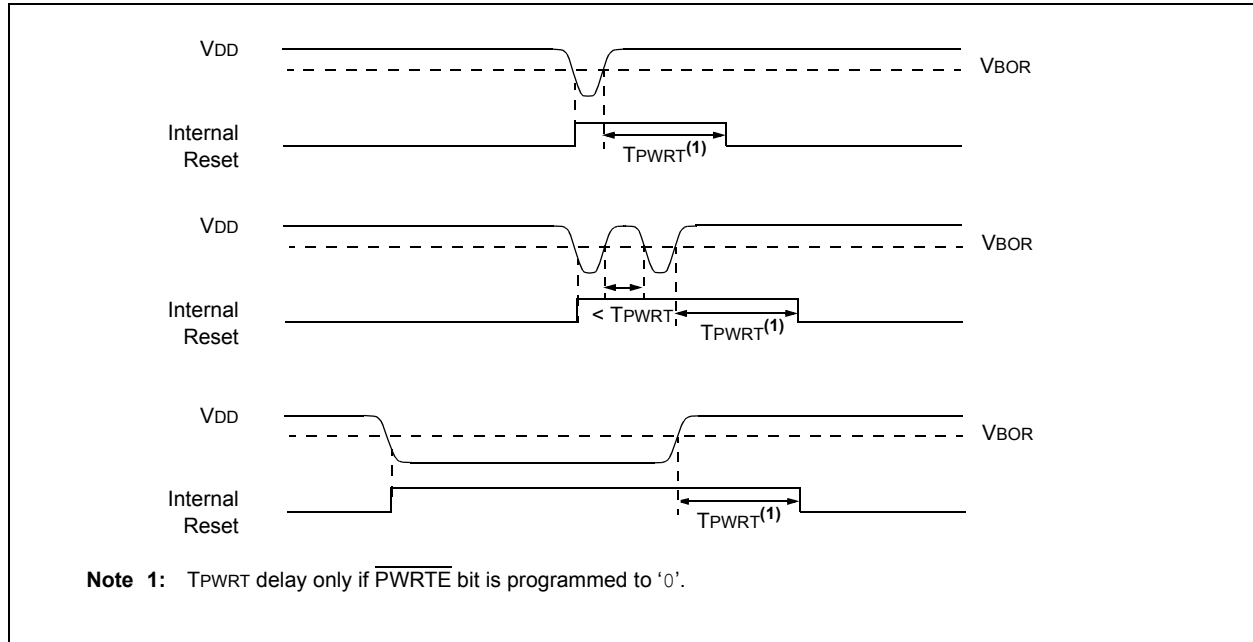 VDD
VBOR
Internal
Reset
TPWRT(1)
VDD
VBOR
Internal
Reset
< TPWRT
TPWRT(1)
VDD
VBOR
Internal
Reset
TPWRT(1)
Note 1: TPWRT delay only if PWRTE bit is programmed to ‘0’.